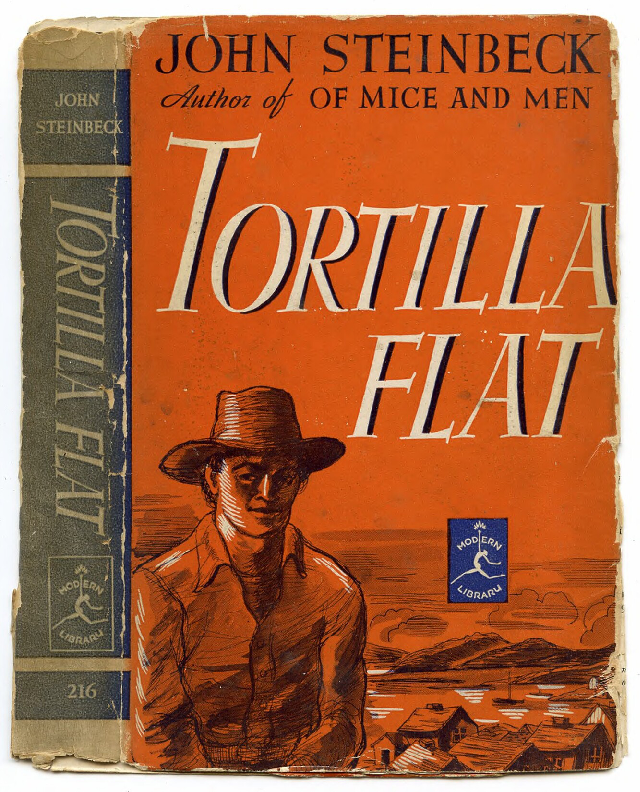 JOHN
STEINBECK
TORTILLA FLAT
MODERN
LIBRARY
216
JOHN STEINBECK
Author of OF MICE AND MEN
TORTILLA
FLAT
MODERN
LIBRARY